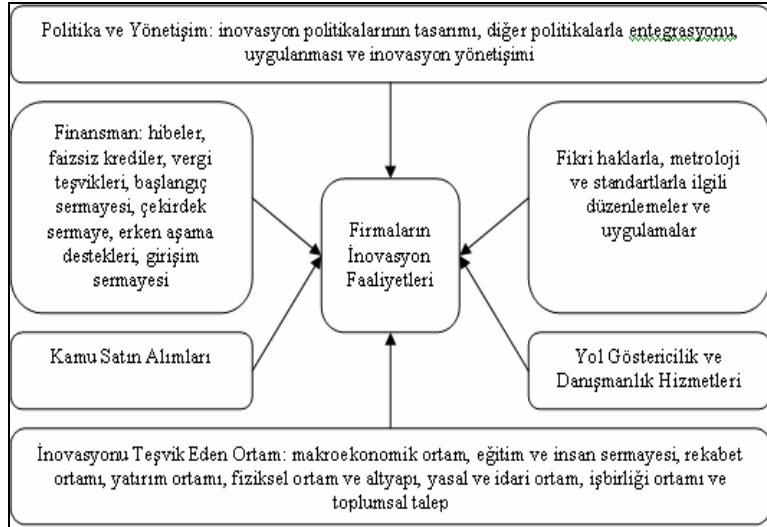 Politika ve Yönetişim: inovasyon politikalarının tasarımı, diğer politikalarla entegrasyonu,
uygulanması ve inovasyon yönetişimi
Finansman: hibeler,
faizsiz krediler, vergi
teşvikleri, başlangıç
sermayesi, çekirdek
sermaye, erken aşama
destekleri, girişim
sermayesi
Firmaların
İnovasyon
Faaliyetleri
Fikri haklarla, metroloji
ve standartlarla ilgili
düzenlemeler ve
uygulamalar
Kamu Satın Alımları
Yol Göstericilik ve
Danışmanlık Hizmetleri
İnovasyonu Teşvik Eden Ortam: makroekonomik ortam, eğitim ve insan sermayesi, rekabet
ortamı, yatırım ortamı, fiziksel ortam ve altyapı, yasal ve idari ortam, işbirliği ortamı ve
toplumsal talep